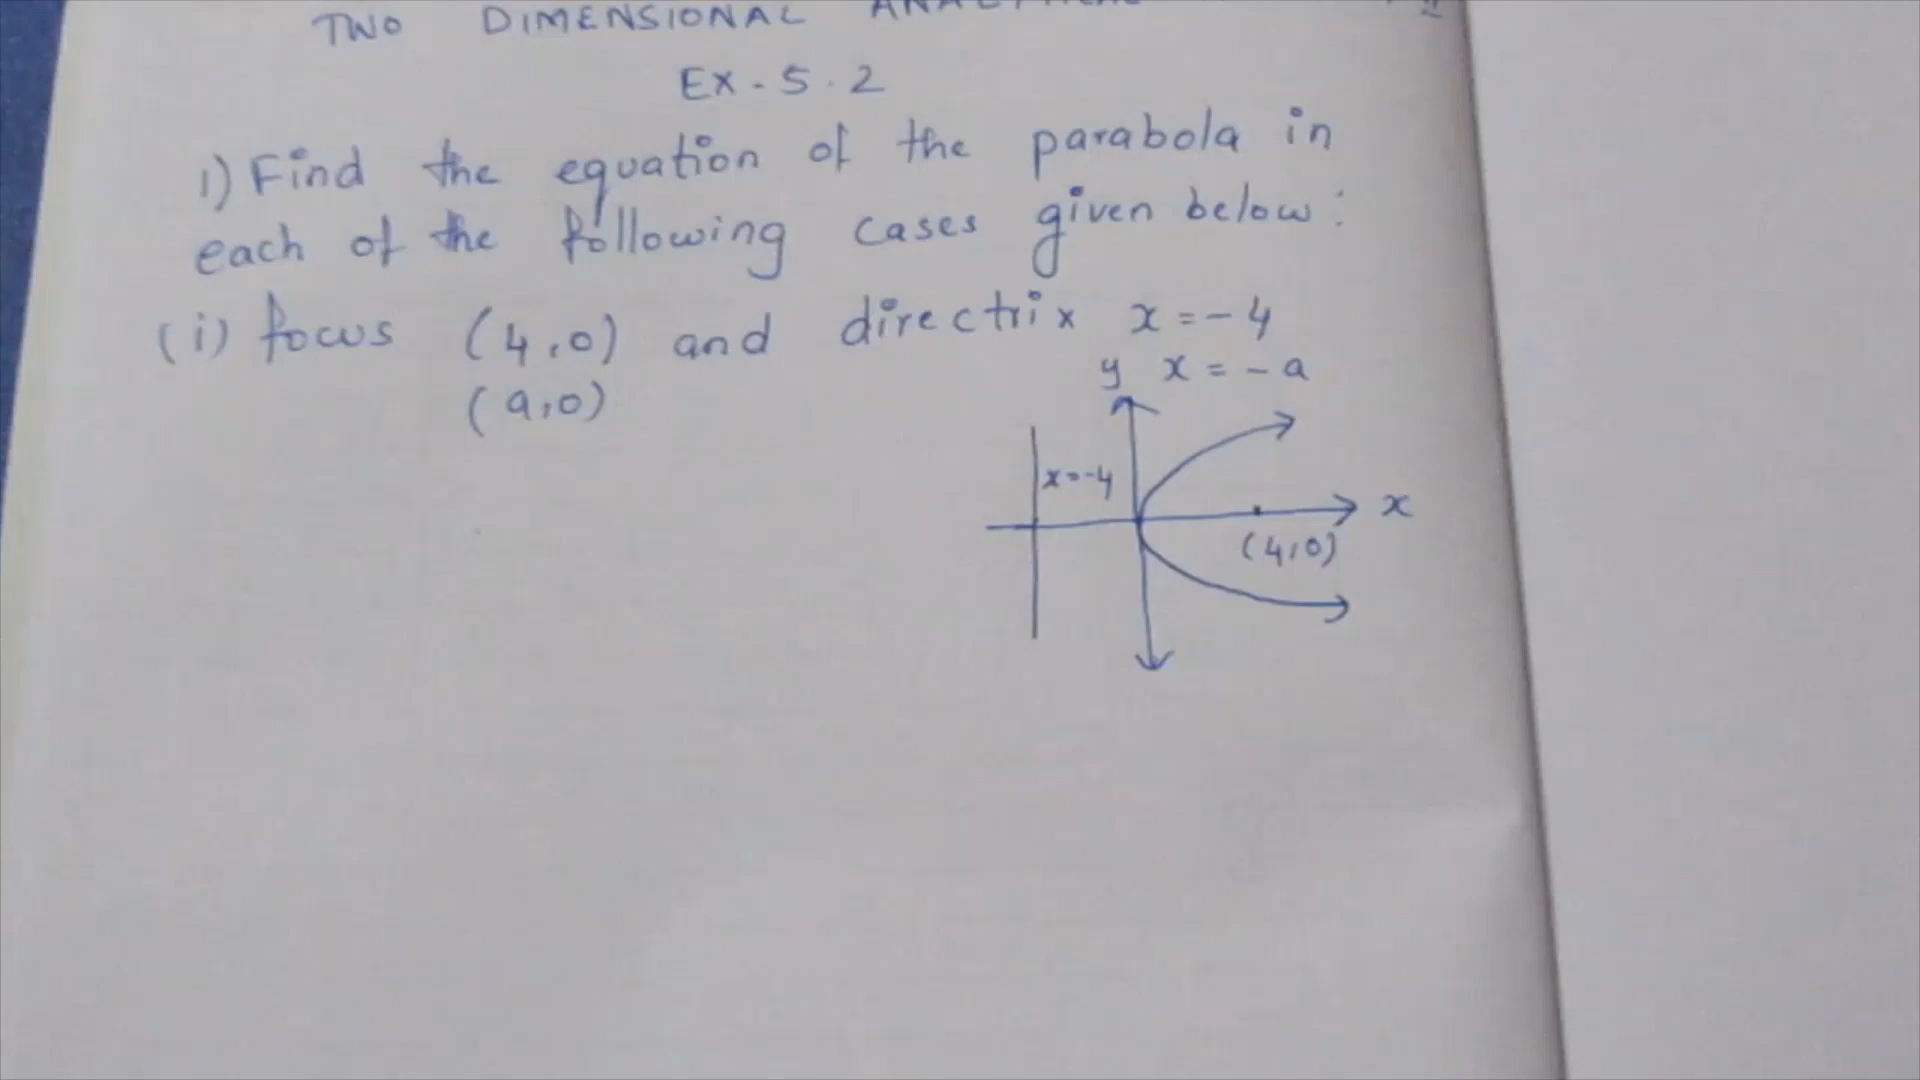 TWO DIMENSIONAL
EX-5.2
1) Find the equation of the parabola in
each of the following cases given below:
(i) focus (4,0) and directrix x = -4
(a,0) x = -a
y
x=-4
x
(4,0)